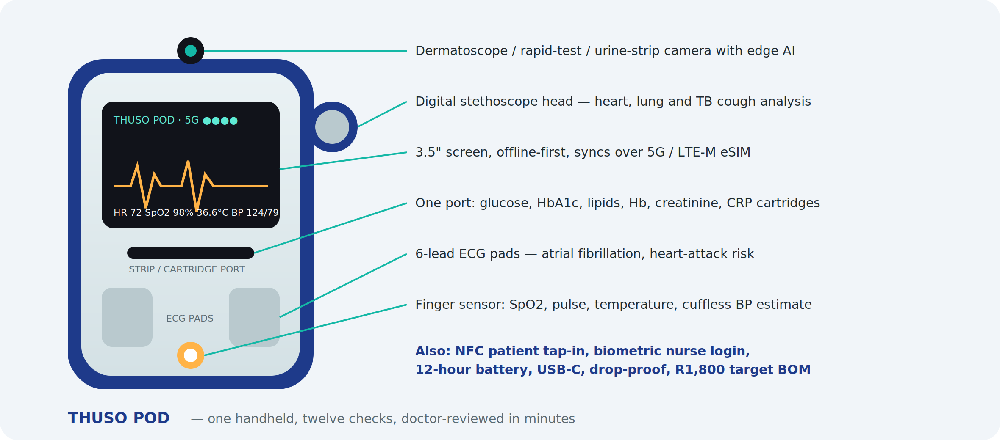 Dermatoscope / rapid-test / urine-strip camera with edge AI
Digital stethoscope head — heart, lung and TB cough analysis
THUSO POD · 5G ●●●●
3.5" screen, offline-first, syncs over 5G / LTE-M eSIM
HR 72 SpO2 98% 36.6°C BP 124/79
One port: glucose, HbA1c, lipids, Hb, creatinine, CRP cartridges
STRIP / CARTRIDGE PORT
6-lead ECG pads — atrial fibrillation, heart-attack risk
ECG PADS
Finger sensor: SpO2, pulse, temperature, cuffless BP estimate
Also: NFC patient tap-in, biometric nurse login,
12-hour battery, USB-C, drop-proof, R1,800 target BOM
THUSO POD — one handheld, twelve checks, doctor-reviewed in minutes